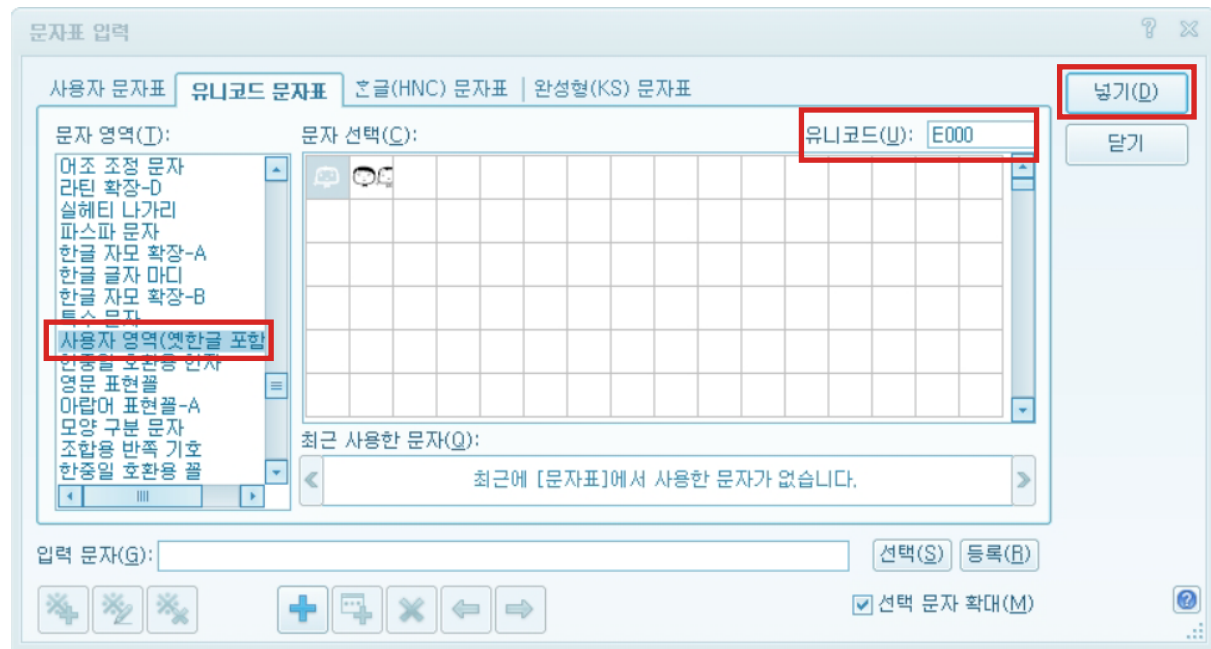 문자표 입력
사용자 문자표 유니코드 문자표 ᄒᆞᆫ글(HNC) 문자표 완성형(KS) 문자표
넣기(D)
닫기
문자 영역(T):
문자 선택(C):
유니코드(U): E000
어조 조정 문자
라틴 확장-D
실헤티 나가리
파스파 문자
한글 자모 확장-A
한글 글자 마디
한글 자모 확장-B
특수 문자
사용자 영역(옛한글 포함
한중일 호환용 한자
영문 표현꼴
아랍어 표현꼴-A
모양 구분 문자
조합용 반쪽 기호
한중일 호환용 꼴
최근 사용한 문자(Q):
최근에 [문자표]에서 사용한 문자가 없습니다.
입력 문자(G):
선택(S) 등록(R)
선택 문자 확대(M)